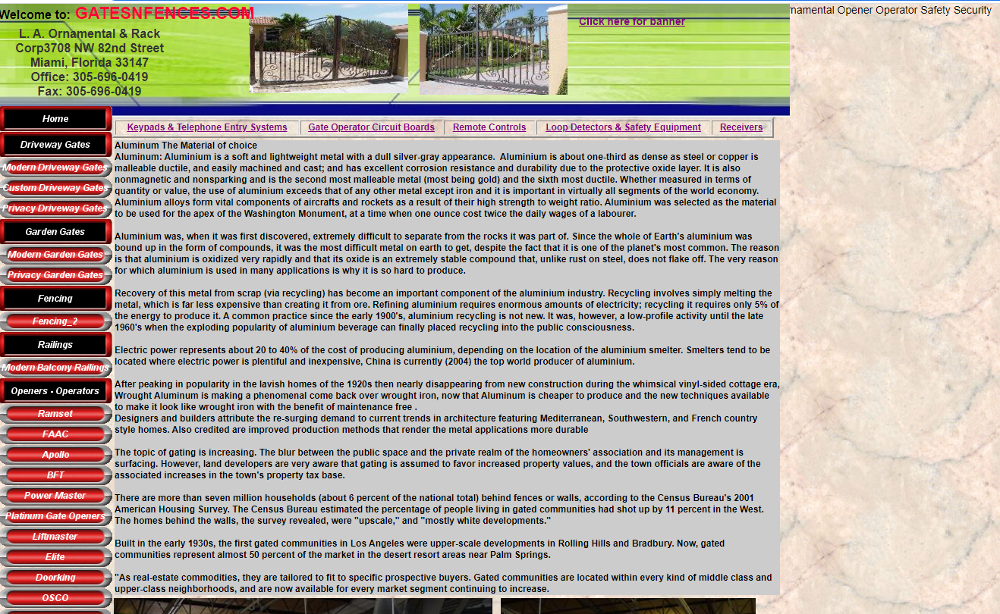 Welcome to: GATESNFENCES.COM
L. A. Ornamental & Rack
Corp3708 NW 82nd Street
Miami, Florida 33147
Office: 305-696-0419
Fax: 305-696-0419
Click here for banner
Ornamental Opener Operator Safety Security
Home
Driveway Gates
Modern Driveway Gates
Custom Driveway Gates
Privacy Driveway Gates
Garden Gates
Modern Garden Gates
Privacy Garden Gates
Fencing
Fencing_2
Railings
Modern Balcony Railings
Openers - Operators
Ramset
FAAC
Apollo
BFT
Power Master
Platinum Gate Openers
Liftmaster
Elite
Doorking
OSCO
Keypads & Telephone Entry Systems
Gate Operator Circuit Boards
Remote Controls
Loop Detectors & Safety Equipment
Receivers
Aluminum The Material of choice
Aluminum: Aluminium is a soft and lightweight metal with a dull silver-gray appearance.  Aluminium is about one-third as dense as steel or copper is
malleable ductile, and easily machined and cast; and has excellent corrosion resistance and durability due to the protective oxide layer. It is also
nonmagnetic and nonsparking and is the second most malleable metal (most being gold) and the sixth most ductile. Whether measured in terms of
quantity or value, the use of aluminium exceeds that of any other metal except iron and it is important in virtually all segments of the world economy.
Aluminium alloys form vital components of aircrafts and rockets as a result of their high strength to weight ratio. Aluminium was selected as the material
to be used for the apex of the Washington Monument, at a time when one ounce cost twice the daily wages of a labourer.
Aluminium was, when it was first discovered, extremely difficult to separate from the rocks it was part of. Since the whole of Earth's aluminium was
bound up in the form of compounds, it was the most difficult metal on earth to get, despite the fact that it is one of the planet's most common. The reason
is that aluminium is oxidized very rapidly and that its oxide is an extremely stable compound that, unlike rust on steel, does not flake off. The very reason
for which aluminium is used in many applications is why it is so hard to produce.
Recovery of this metal from scrap (via recycling) has become an important component of the aluminium industry. Recycling involves simply melting the
metal, which is far less expensive than creating it from ore. Refining aluminium requires enormous amounts of electricity; recycling it requires only 5% of
the energy to produce it. A common practice since the early 1900's, aluminium recycling is not new. It was, however, a low-profile activity until the late
1960's when the exploding popularity of aluminium beverage can finally placed recycling into the public consciousness.
Electric power represents about 20 to 40% of the cost of producing aluminium, depending on the location of the aluminium smelter. Smelters tend to be
located where electric power is plentiful and inexpensive, China is currently (2004) the top world producer of aluminium.
After peaking in popularity in the lavish homes of the 1920s then nearly disappearing from new construction during the whimsical vinyl-sided cottage era,
Wrought Aluminum is making a phenomenal come back over wrought iron, now that Aluminum is cheaper to produce and the new techniques available
to make it look like wrought iron with the benefit of maintenance free .
Designers and builders attribute the re-surging demand to current trends in architecture featuring Mediterranean, Southwestern, and French country
style homes. Also credited are improved production methods that render the metal applications more durable
The topic of gating is increasing. The blur between the public space and the private realm of the homeowners' association and its management is
surfacing. However, land developers are very aware that gating is assumed to favor increased property values, and the town officials are aware of the
associated increases in the town's property tax base.
There are more than seven million households (about 6 percent of the national total) behind fences or walls, according to the Census Bureau's 2001
American Housing Survey. The Census Bureau estimated the percentage of people living in gated communities had shot up by 11 percent in the West.
The homes behind the walls, the survey revealed, were "upscale," and "mostly white developments."
Built in the early 1930s, the first gated communities in Los Angeles were upper-scale developments in Rolling Hills and Bradbury. Now, gated
communities represent almost 50 percent of the market in the desert resort areas near Palm Springs.
"As real-estate commodities, they are tailored to fit to specific prospective buyers. Gated communities are located within every kind of middle class and
upper-class neighborhoods, and are now available for every market segment continuing to increase.